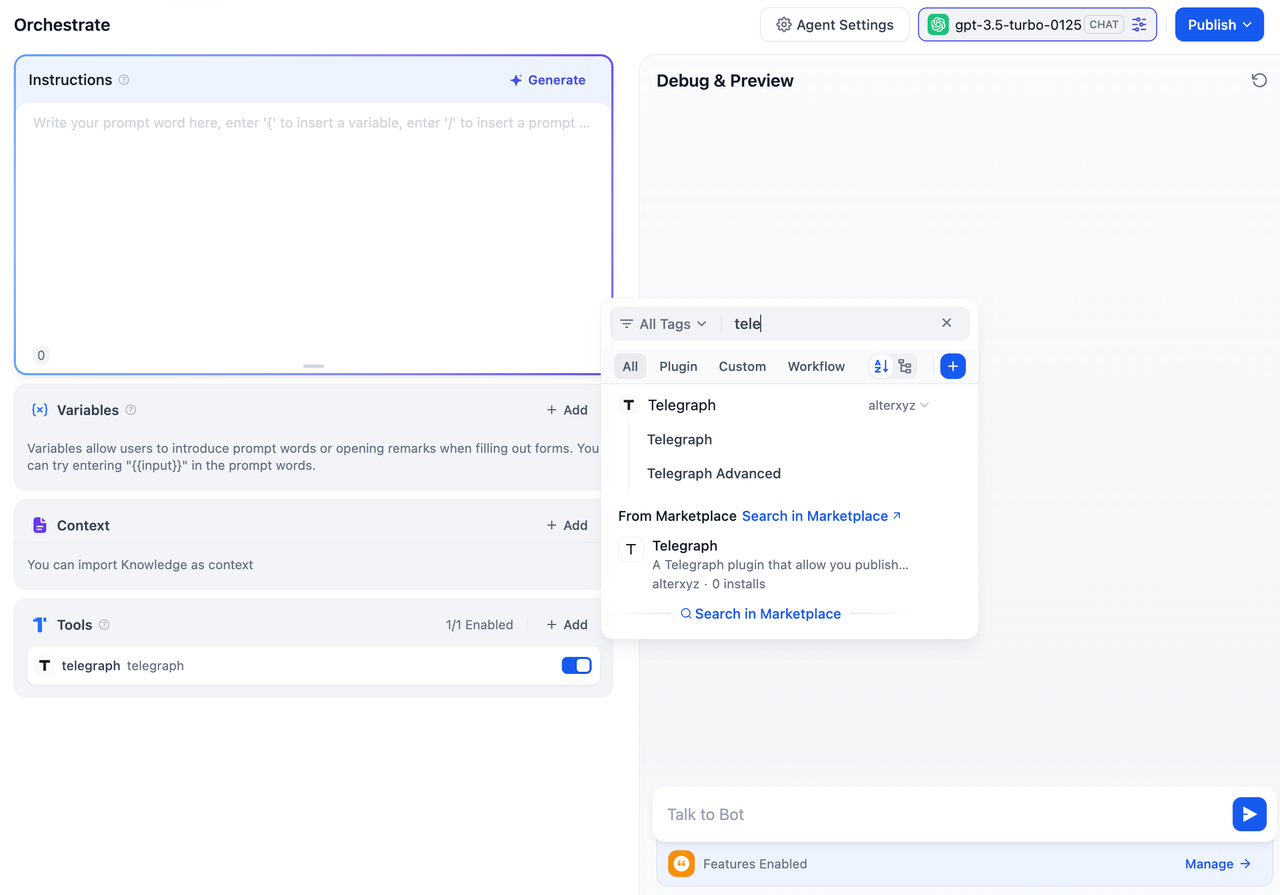 Orchestrate
Agent Settings
gpt-3.5-turbo-0125 CHAT
Publish
Instructions
Generate
Write your prompt word here, enter '{' to insert a variable, enter '/' to insert a prompt ...
0
Variables
+ Add
Variables allow users to introduce prompt words or opening remarks when filling out forms. You
can try entering "{{input}}" in the prompt words.
Context
+ Add
You can import Knowledge as context
Tools
1/1 Enabled
+ Add
T telegraph telegraph
Debug & Preview
All Tags
tele
All Plugin Custom Workflow
T Telegraph alterxyz
Telegraph
Telegraph Advanced
From Marketplace Search in Marketplace
T Telegraph
A Telegraph plugin that allow you publish...
alterxyz · 0 installs
Search in Marketplace
Talk to Bot
Features Enabled
Manage →